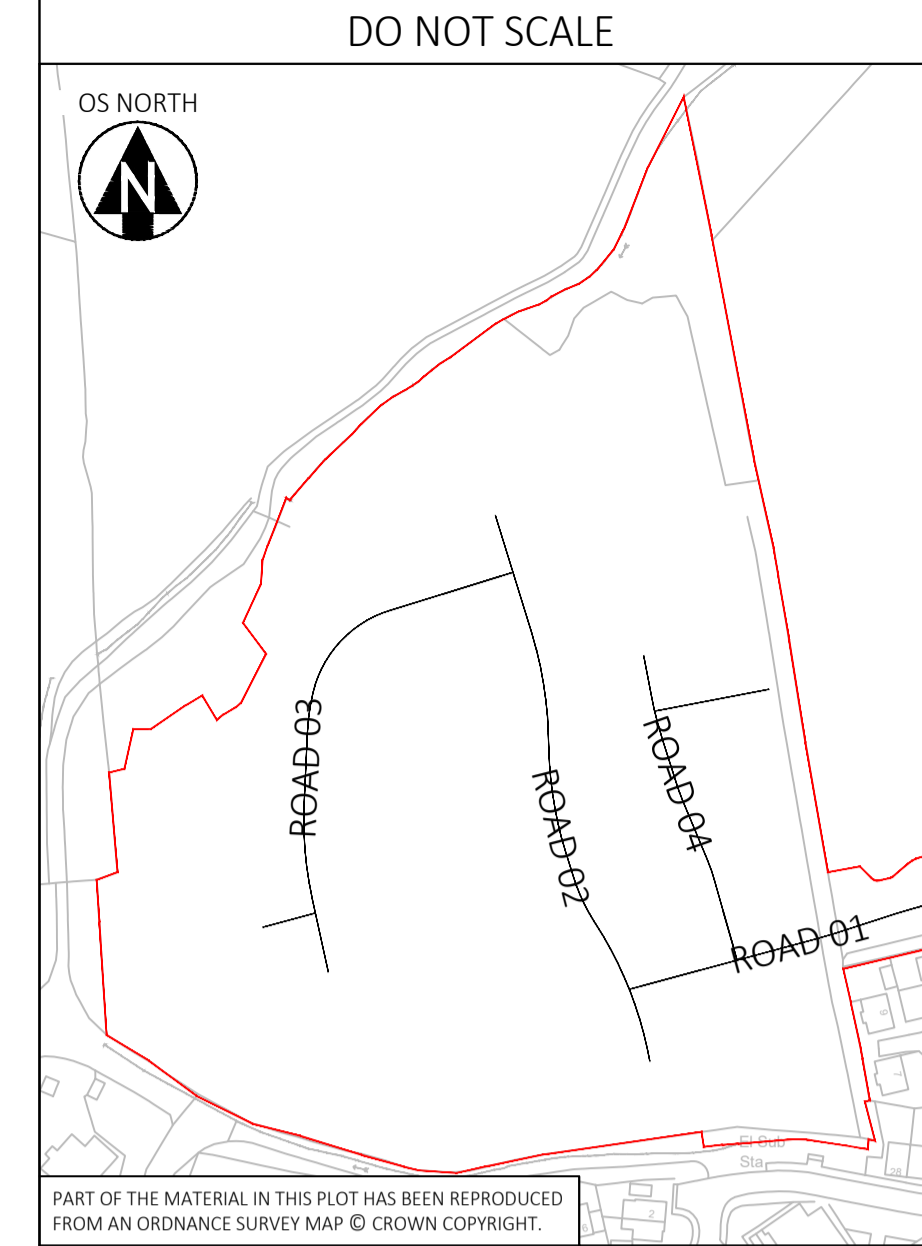 DO NOT SCALE
OS NORTH
N
ROAD 03
ROAD 02
ROAD 04
ROAD 01
9
7
El Sub
Sta
28
2
6
PART OF THE MATERIAL IN THIS PLOT HAS BEEN REPRODUCED
FROM AN ORDNANCE SURVEY MAP © CROWN COPYRIGHT.